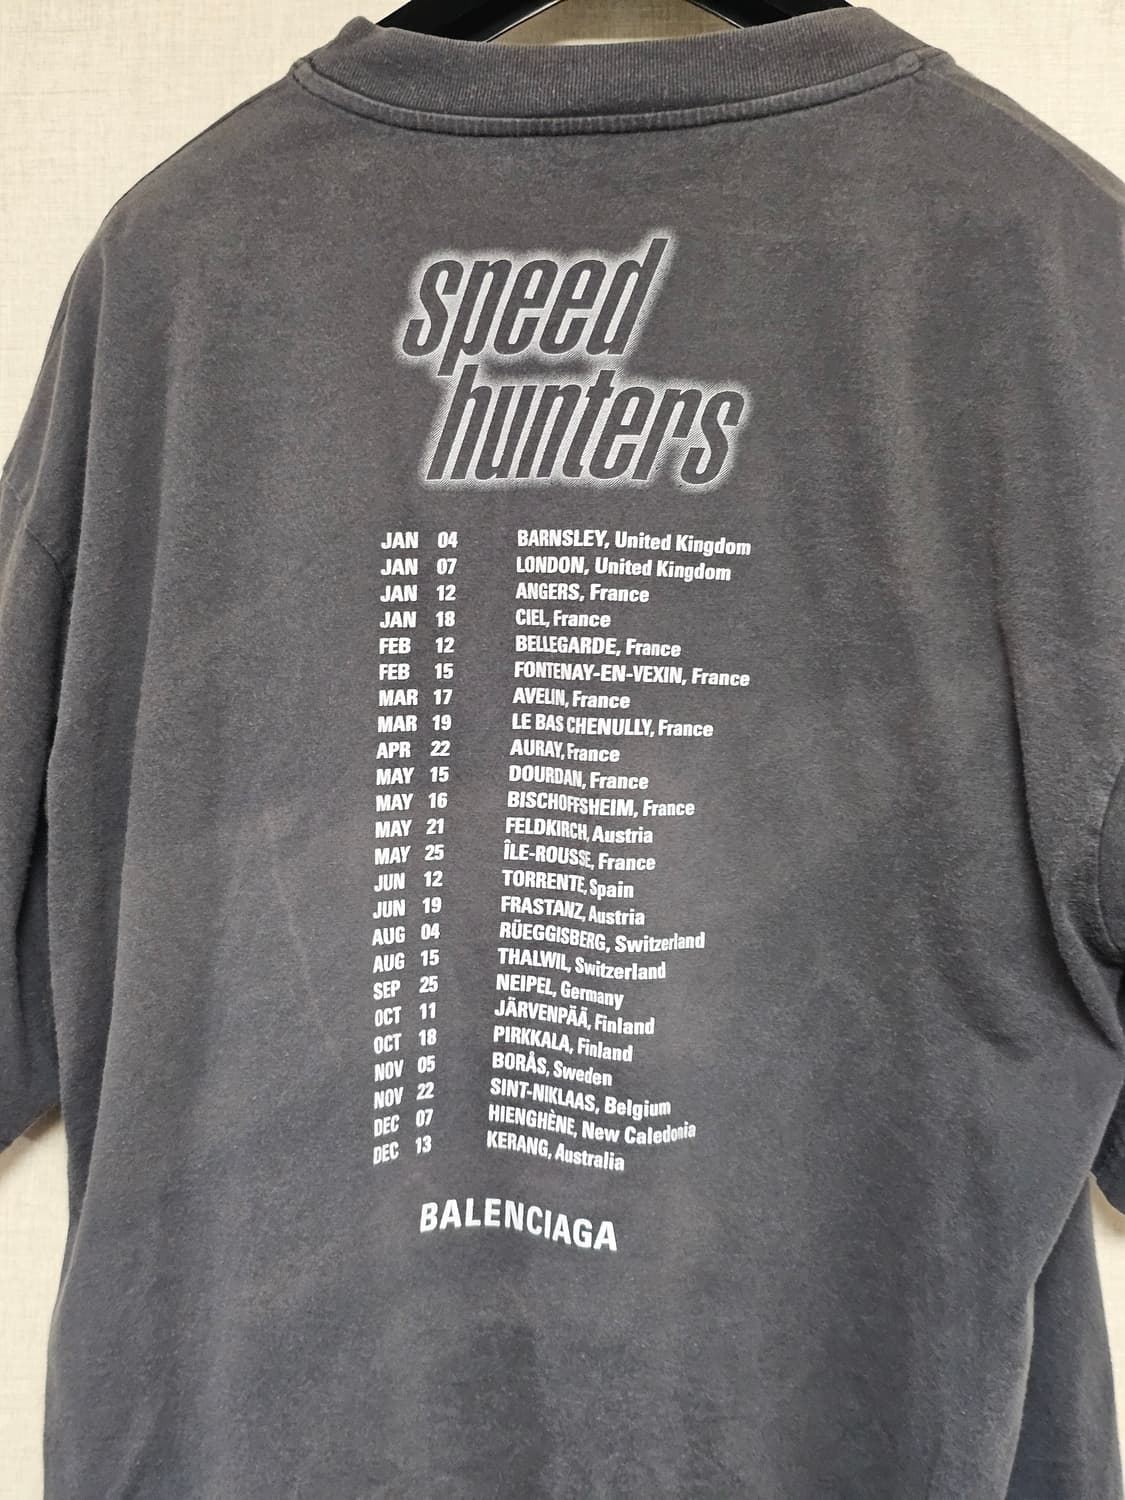 speed
hunters
JAN 04 BARNSLEY, United Kingdom
JAN 07 LONDON, United Kingdom
JAN 12 ANGERS, France
JAN 18 CIEL, France
FEB 12 BELLEGARDE, France
FEB 15 FONTENAY-EN-VEXIN, France
MAR 17 AVELIN, France
MAR 19 LE BAS CHENULLY, France
APR 22 AURAY, France
MAY 15 DOURDAN, France
MAY 16 BISCHOFFSHEIM, France
MAY 21 FELDKIRCH, Austria
MAY 25 ÎLE-ROUSSE, France
JUN 12 TORRENTE, Spain
JUN 19 FRASTANZ, Austria
AUG 04 RÜEGGISBERG, Switzerland
AUG 15 THALWIL, Switzerland
SEP 25 NEIPEL, Germany
OCT 11 JÄRVENPÄÄ, Finland
OCT 18 PIRKKALA, Finland
NOV 05 BORÅS, Sweden
NOV 22 SINT-NIKLAAS, Belgium
DEC 07 HIENGHÈNE, New Caledonia
DEC 13 KERANG, Australia
BALENCIAGA